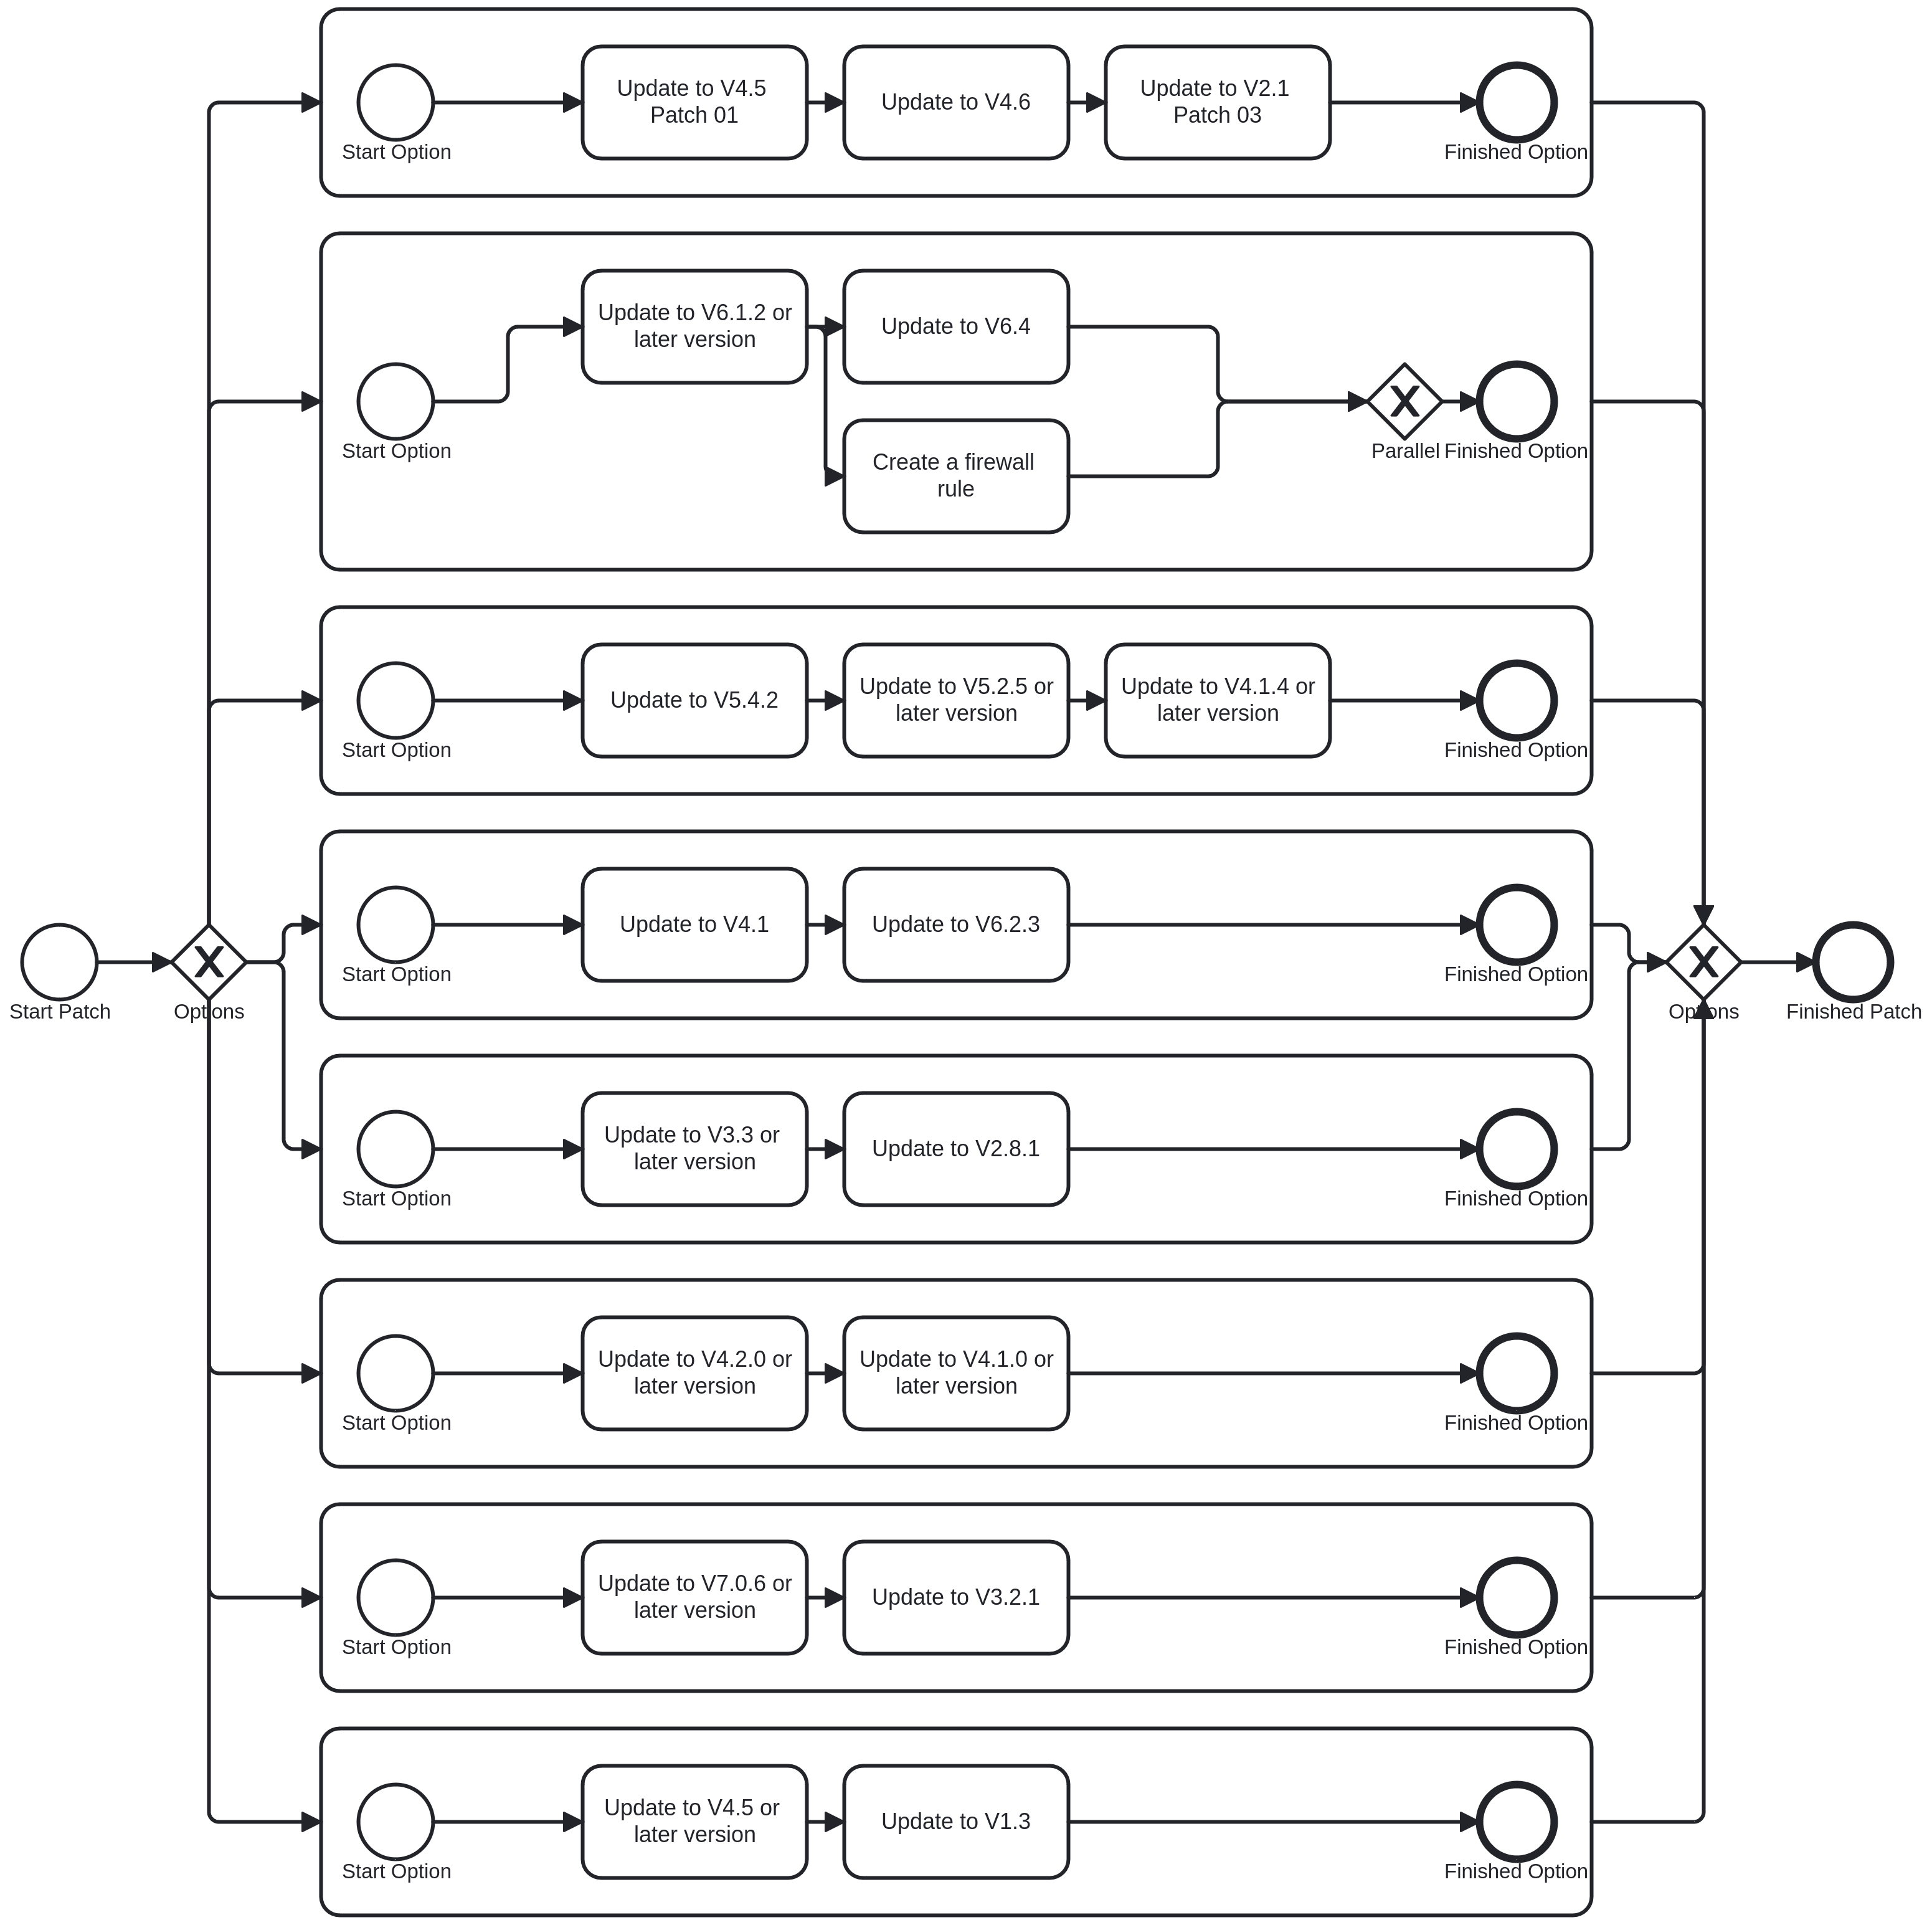 Update to V4.5
Patch 01
Update to V4.6
Update to V2.1
Patch 03
Start Option
Finished Option
Update to V6.1.2 or
later version
Update to V6.4
Start Option
Create a firewall
rule
Parallel
Finished Option
Update to V5.4.2
Update to V5.2.5 or
later version
Update to V4.1.4 or
later version
Start Option
Finished Option
Update to V4.1
Update to V6.2.3
Start Option
Finished Option
Start Patch
Options
Options
Finished Patch
Update to V3.3 or
later version
Update to V2.8.1
Start Option
Finished Option
Update to V4.2.0 or
later version
Update to V4.1.0 or
later version
Start Option
Finished Option
Update to V7.0.6 or
later version
Update to V3.2.1
Start Option
Finished Option
Update to V4.5 or
later version
Update to V1.3
Start Option
Finished Option